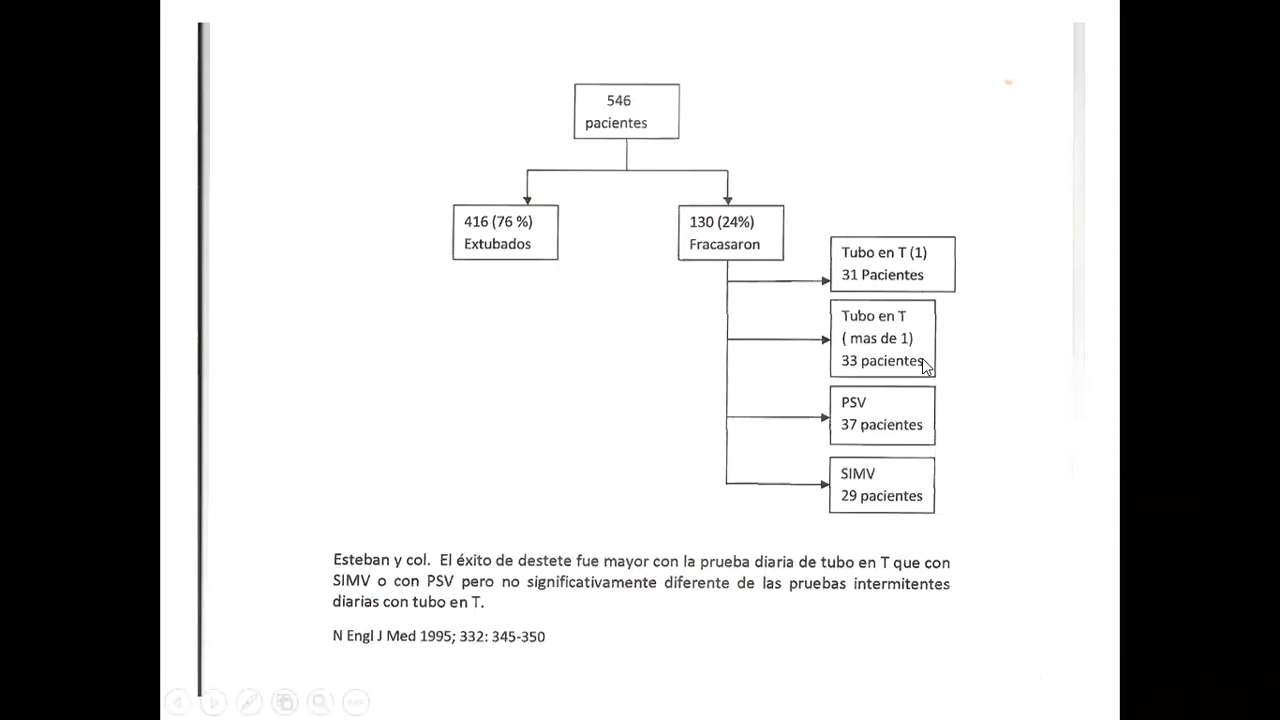 546
pacientes
416 (76 %)
Extubados
130 (24%)
Fracasaron
Tubo en T (1)
31 Pacientes
Tubo en T
( mas de 1)
33 pacientes
PSV
37 pacientes
SIMV
29 pacientes
Esteban y col. El éxito de destete fue mayor con la prueba diaria de tubo en T que con
SIMV o con PSV pero no significativamente diferente de las pruebas intermitentes
diarias con tubo en T.
N Engl J Med 1995; 332: 345-350